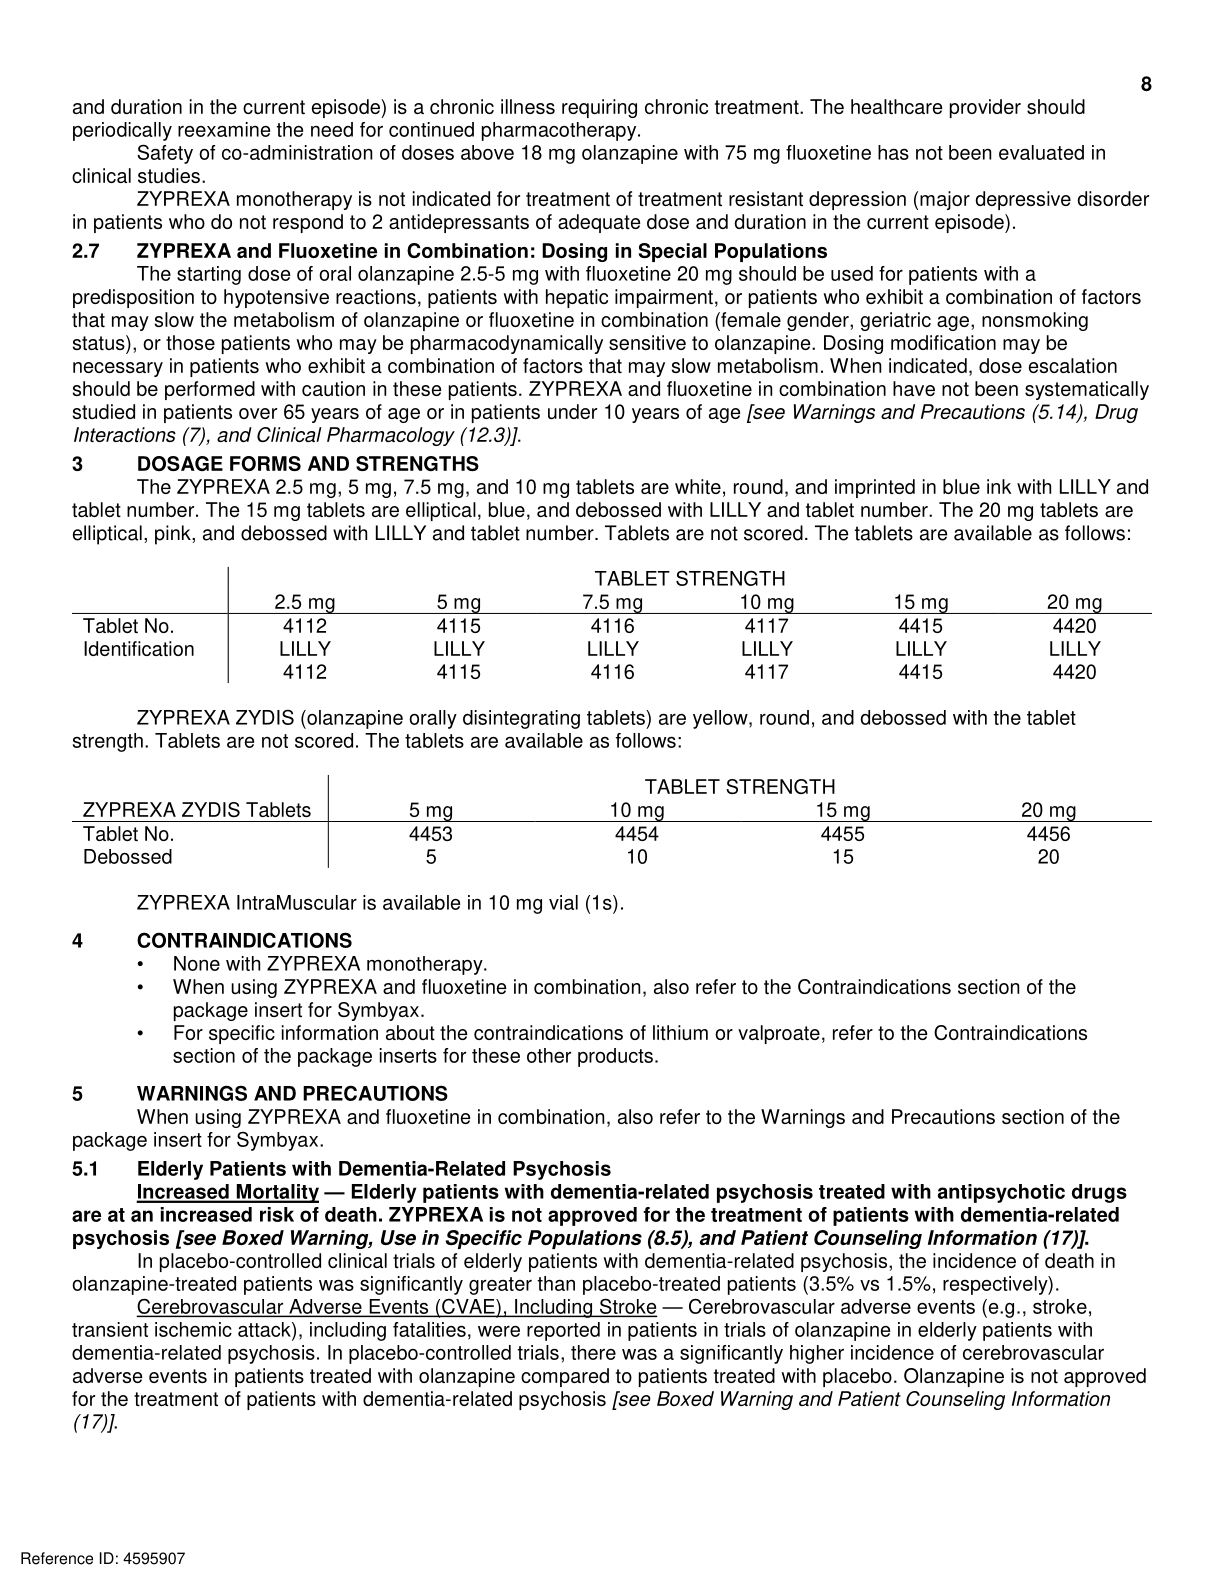 8
and duration in the current episode) is a chronic illness requiring chronic treatment. The healthcare provider should
periodically reexamine the need for continued pharmacotherapy.
Safety of co-administration of doses above 18 mg olanzapine with 75 mg fluoxetine has not been evaluated in
clinical studies.
ZYPREXA monotherapy is not indicated for treatment of treatment resistant depression (major depressive disorder
in patients who do not respond to 2 antidepressants of adequate dose and duration in the current episode).
2.7 ZYPREXA and Fluoxetine in Combination: Dosing in Special Populations
The starting dose of oral olanzapine 2.5-5 mg with fluoxetine 20 mg should be used for patients with a
predisposition to hypotensive reactions, patients with hepatic impairment, or patients who exhibit a combination of factors
that may slow the metabolism of olanzapine or fluoxetine in combination (female gender, geriatric age, nonsmoking
status), or those patients who may be pharmacodynamically sensitive to olanzapine. Dosing modification may be
necessary in patients who exhibit a combination of factors that may slow metabolism. When indicated, dose escalation
should be performed with caution in these patients. ZYPREXA and fluoxetine in combination have not been systematically
studied in patients over 65 years of age or in patients under 10 years of age [see Warnings and Precautions (5.14), Drug
Interactions (7), and Clinical Pharmacology (12.3)].
3 DOSAGE FORMS AND STRENGTHS
The ZYPREXA 2.5 mg, 5 mg, 7.5 mg, and 10 mg tablets are white, round, and imprinted in blue ink with LILLY and
tablet number. The 15 mg tablets are elliptical, blue, and debossed with LILLY and tablet number. The 20 mg tablets are
elliptical, pink, and debossed with LILLY and tablet number. Tablets are not scored. The tablets are available as follows:
TABLET STRENGTH
2.5 mg 5 mg 7.5 mg 10 mg 15 mg 20 mg
Tablet No. 4112 4115 4116 4117 4415 4420
Identification LILLY LILLY LILLY LILLY LILLY LILLY
4112 4115 4116 4117 4415 4420
ZYPREXA ZYDIS (olanzapine orally disintegrating tablets) are yellow, round, and debossed with the tablet
strength. Tablets are not scored. The tablets are available as follows:
TABLET STRENGTH
ZYPREXA ZYDIS Tablets 5 mg 10 mg 15 mg 20 mg
Tablet No. 4453 4454 4455 4456
Debossed 5 10 15 20
ZYPREXA IntraMuscular is available in 10 mg vial (1s).
4 CONTRAINDICATIONS
• None with ZYPREXA monotherapy.
• When using ZYPREXA and fluoxetine in combination, also refer to the Contraindications section of the
package insert for Symbyax.
• For specific information about the contraindications of lithium or valproate, refer to the Contraindications
section of the package inserts for these other products.
5 WARNINGS AND PRECAUTIONS
When using ZYPREXA and fluoxetine in combination, also refer to the Warnings and Precautions section of the
package insert for Symbyax.
5.1 Elderly Patients with Dementia-Related Psychosis
Increased Mortality — Elderly patients with dementia-related psychosis treated with antipsychotic drugs
are at an increased risk of death. ZYPREXA is not approved for the treatment of patients with dementia-related
psychosis [see Boxed Warning, Use in Specific Populations (8.5), and Patient Counseling Information (17)].
In placebo-controlled clinical trials of elderly patients with dementia-related psychosis, the incidence of death in
olanzapine-treated patients was significantly greater than placebo-treated patients (3.5% vs 1.5%, respectively).
Cerebrovascular Adverse Events (CVAE), Including Stroke — Cerebrovascular adverse events (e.g., stroke,
transient ischemic attack), including fatalities, were reported in patients in trials of olanzapine in elderly patients with
dementia-related psychosis. In placebo-controlled trials, there was a significantly higher incidence of cerebrovascular
adverse events in patients treated with olanzapine compared to patients treated with placebo. Olanzapine is not approved
for the treatment of patients with dementia-related psychosis [see Boxed Warning and Patient Counseling Information
(17)].
Reference ID: 4595907